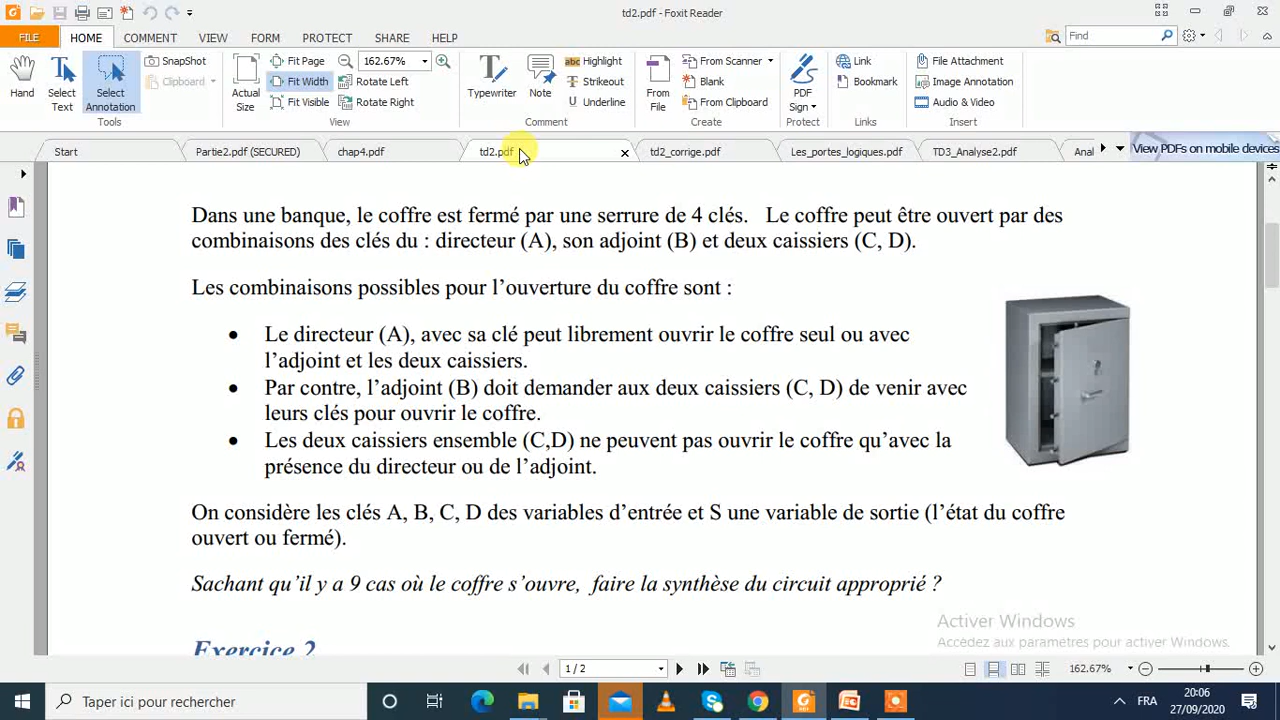 td2.pdf - Foxit Reader
FILE HOME COMMENT VIEW FORM PROTECT SHARE HELP
Find
Hand
Select Text
Select Annotation
SnapShot
Clipboard
Tools
Actual Size
Fit Page
Fit Width
Fit Visible
162.67%
Rotate Left
Rotate Right
View
Typewriter
Note
Highlight
Strikeout
Underline
Comment
From File
From Scanner
Blank
From Clipboard
Create
PDF Sign
Protect
Link
Bookmark
Links
File Attachment
Image Annotation
Audio & Video
Insert
Start Partie2.pdf (SECURED) chap4.pdf td2.pdf td2_corrige.pdf Les_portes_logiques.pdf TD3_Analyse2.pdf Anal View PDFs on mobile devices
Dans une banque, le coffre est fermé par une serrure de 4 clés. Le coffre peut être ouvert par des
combinaisons des clés du : directeur (A), son adjoint (B) et deux caissiers (C, D).
Les combinaisons possibles pour l'ouverture du coffre sont :
• Le directeur (A), avec sa clé peut librement ouvrir le coffre seul ou avec
l'adjoint et les deux caissiers.
• Par contre, l'adjoint (B) doit demander aux deux caissiers (C, D) de venir avec
leurs clés pour ouvrir le coffre.
• Les deux caissiers ensemble (C,D) ne peuvent pas ouvrir le coffre qu'avec la
présence du directeur ou de l'adjoint.
On considère les clés A, B, C, D des variables d'entrée et S une variable de sortie (l'état du coffre
ouvert ou fermé).
Sachant qu'il y a 9 cas où le coffre s'ouvre, faire la synthèse du circuit approprié ?
Exercice 2
Activer Windows
Accédez aux paramètres pour activer Windows.
1 / 2
162.67%
Taper ici pour rechercher
FRA
20:06
27/09/2020